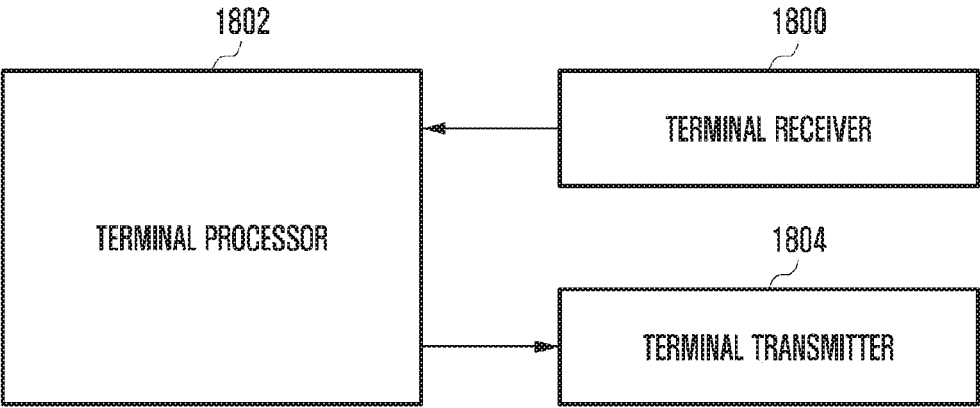 1802
1800
TERMINAL RECEIVER
TERMINAL PROCESSOR
1804
TERMINAL TRANSMITTER